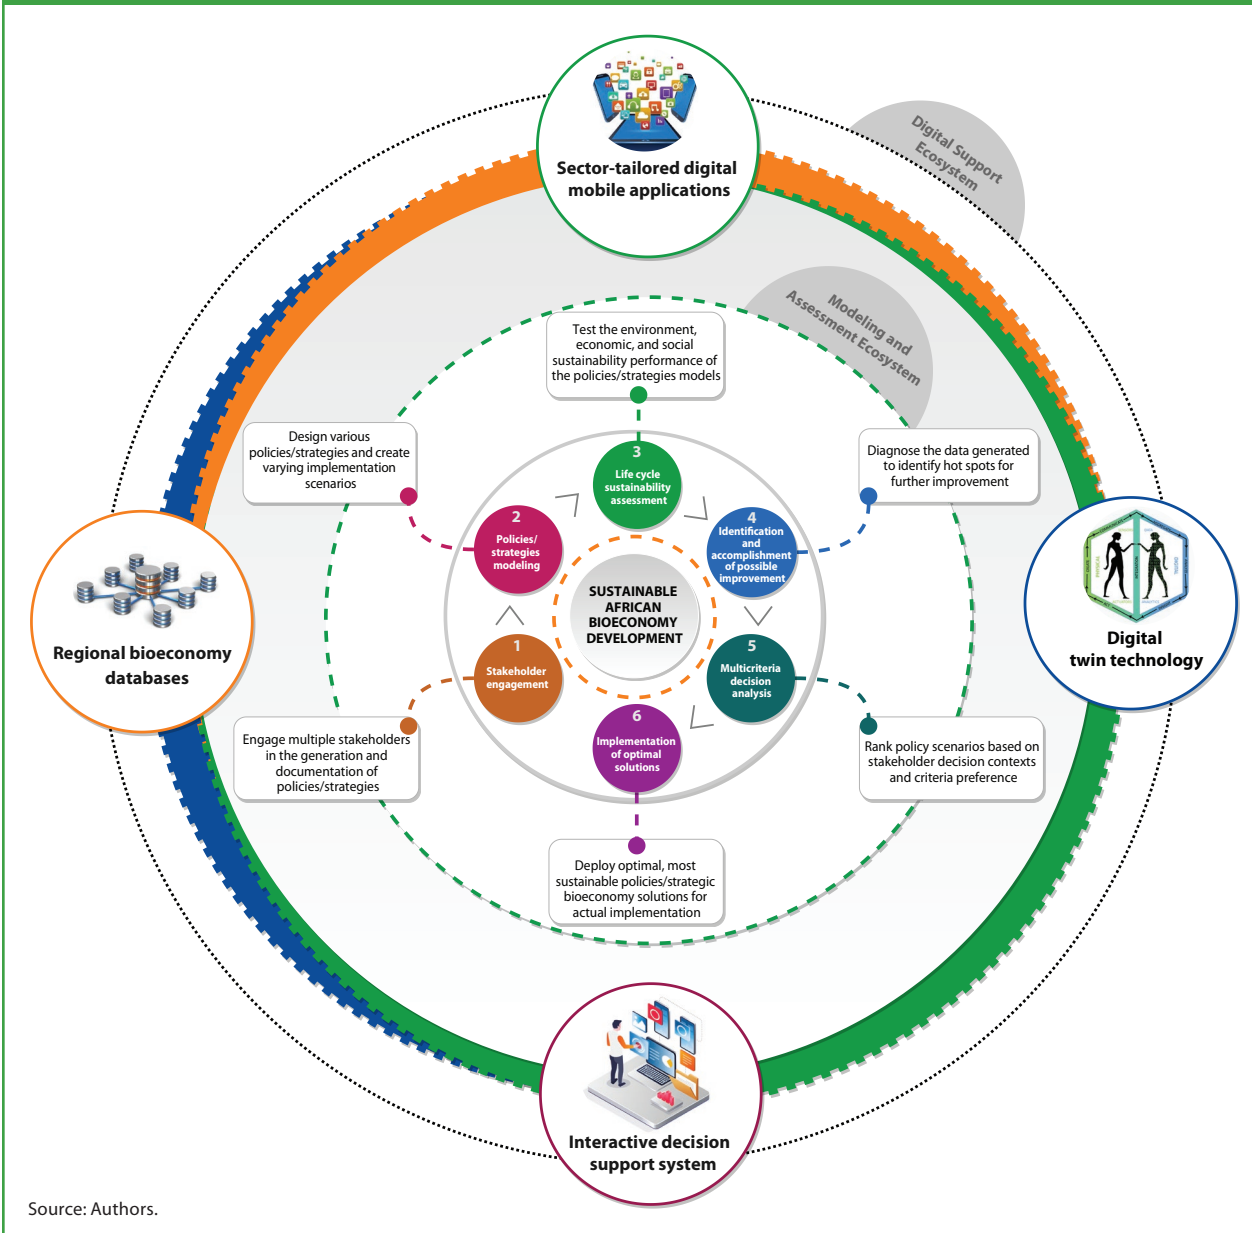 Sector-tailored digital
mobile applications
Digital Support
Ecosystem
Modeling and
Assessment Ecosystem
Test the environment,
economic, and social
sustainability performance of
the policies/strategies models
Design various
policies/strategies and create
varying implementation
scenarios
Diagnose the data generated
to identify hot spots for
further improvement
3
Life cycle
sustainability
assessment
2
Policies/
strategies
modeling
4
Identification
and
accomplishment
of possible
improvement
SUSTAINABLE
AFRICAN
BIOECONOMY
DEVELOPMENT
1
Stakeholder
engagement
5
Multicriteria
decision
analysis
6
Implementation
of optimal
solutions
Regional bioeconomy
databases
Digital
twin technology
Engage multiple stakeholders
in the generation and
documentation of
policies/strategies
Rank policy scenarios based on
stakeholder decision contexts
and criteria preference
Deploy optimal, most
sustainable policies/strategic
bioeconomy solutions for
actual implementation
Interactive decision
support system
Source: Authors.